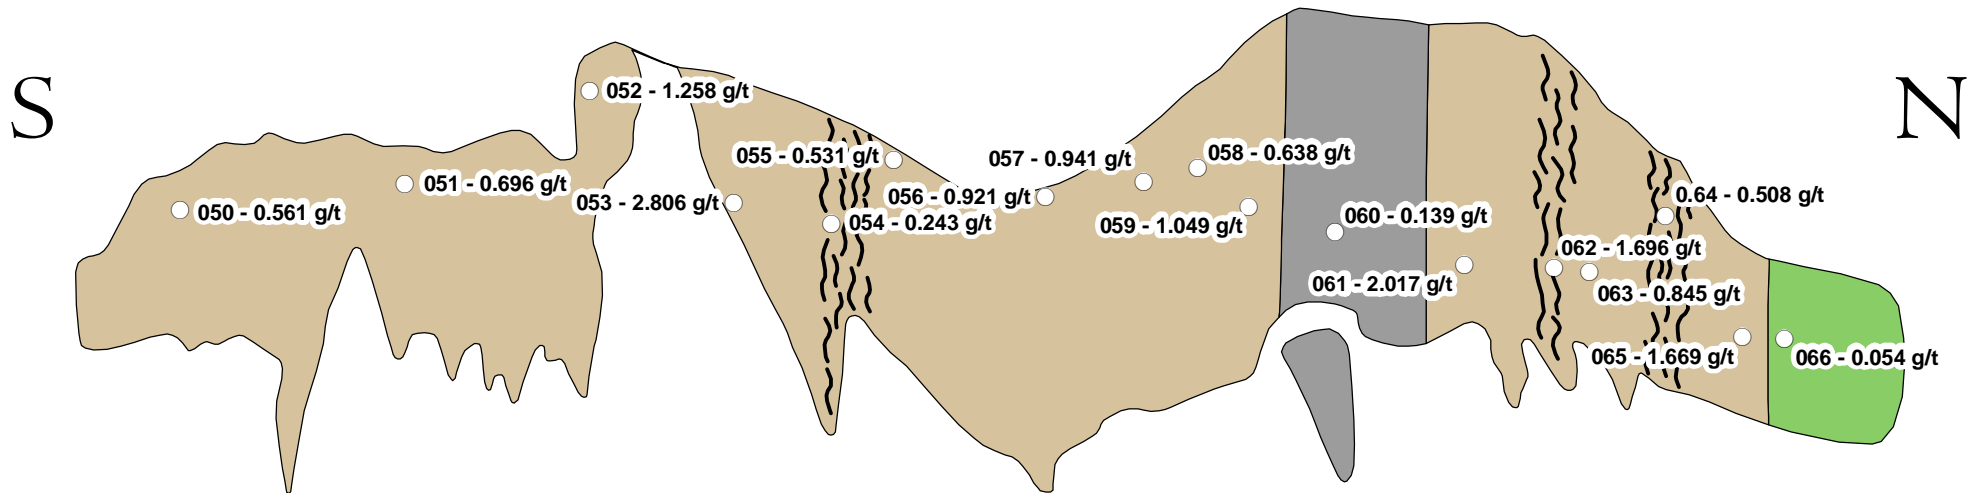 S
N
052 - 1.258 g/t
055 - 0.531 g/t
057 - 0.941 g/t
058 - 0.638 g/t
051 - 0.696 g/t
0.64 - 0.508 g/t
056 - 0.921 g/t
053 - 2.806 g/t
050 - 0.561 g/t
060 - 0.139 g/t
054 - 0.243 g/t
059 - 1.049 g/t
062 - 1.696 g/t
061 - 2.017 g/t
063 - 0.845 g/t
065 - 1.669 g/t
066 - 0.054 g/t